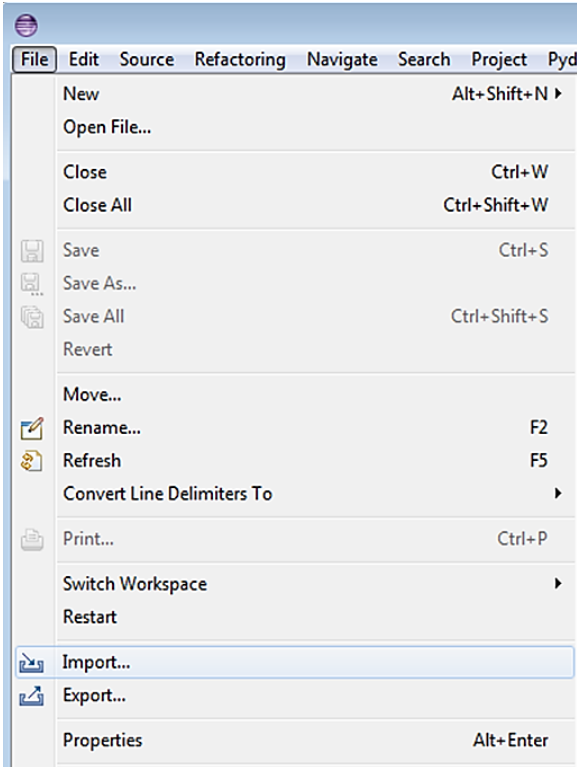 File Edit Source Refactoring Navigate Search Project Pyd
New Alt+Shift+N
Open File...
Close Ctrl+W
Close All Ctrl+Shift+W
Save Ctrl+S
Save As...
Save All Ctrl+Shift+S
Revert
Move...
Rename... F2
Refresh F5
Convert Line Delimiters To
Print... Ctrl+P
Switch Workspace
Restart
Import...
Export...
Properties Alt+Enter